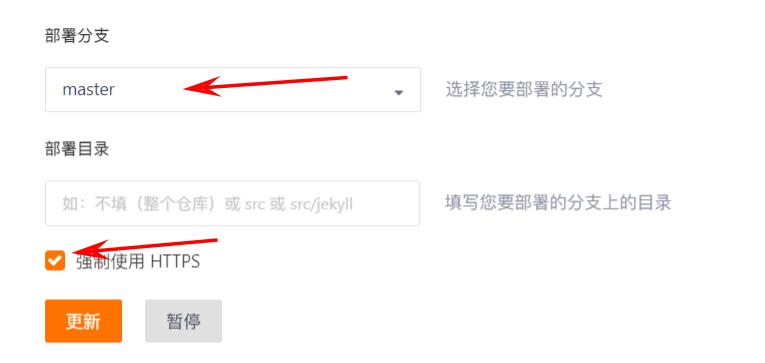 部署分支
master 选择您要部署的分支
部署目录
如：不填（整个仓库）或 src 或 src/jekyll 填写您要部署的分支上的目录
强制使用 HTTPS
更新 暂停